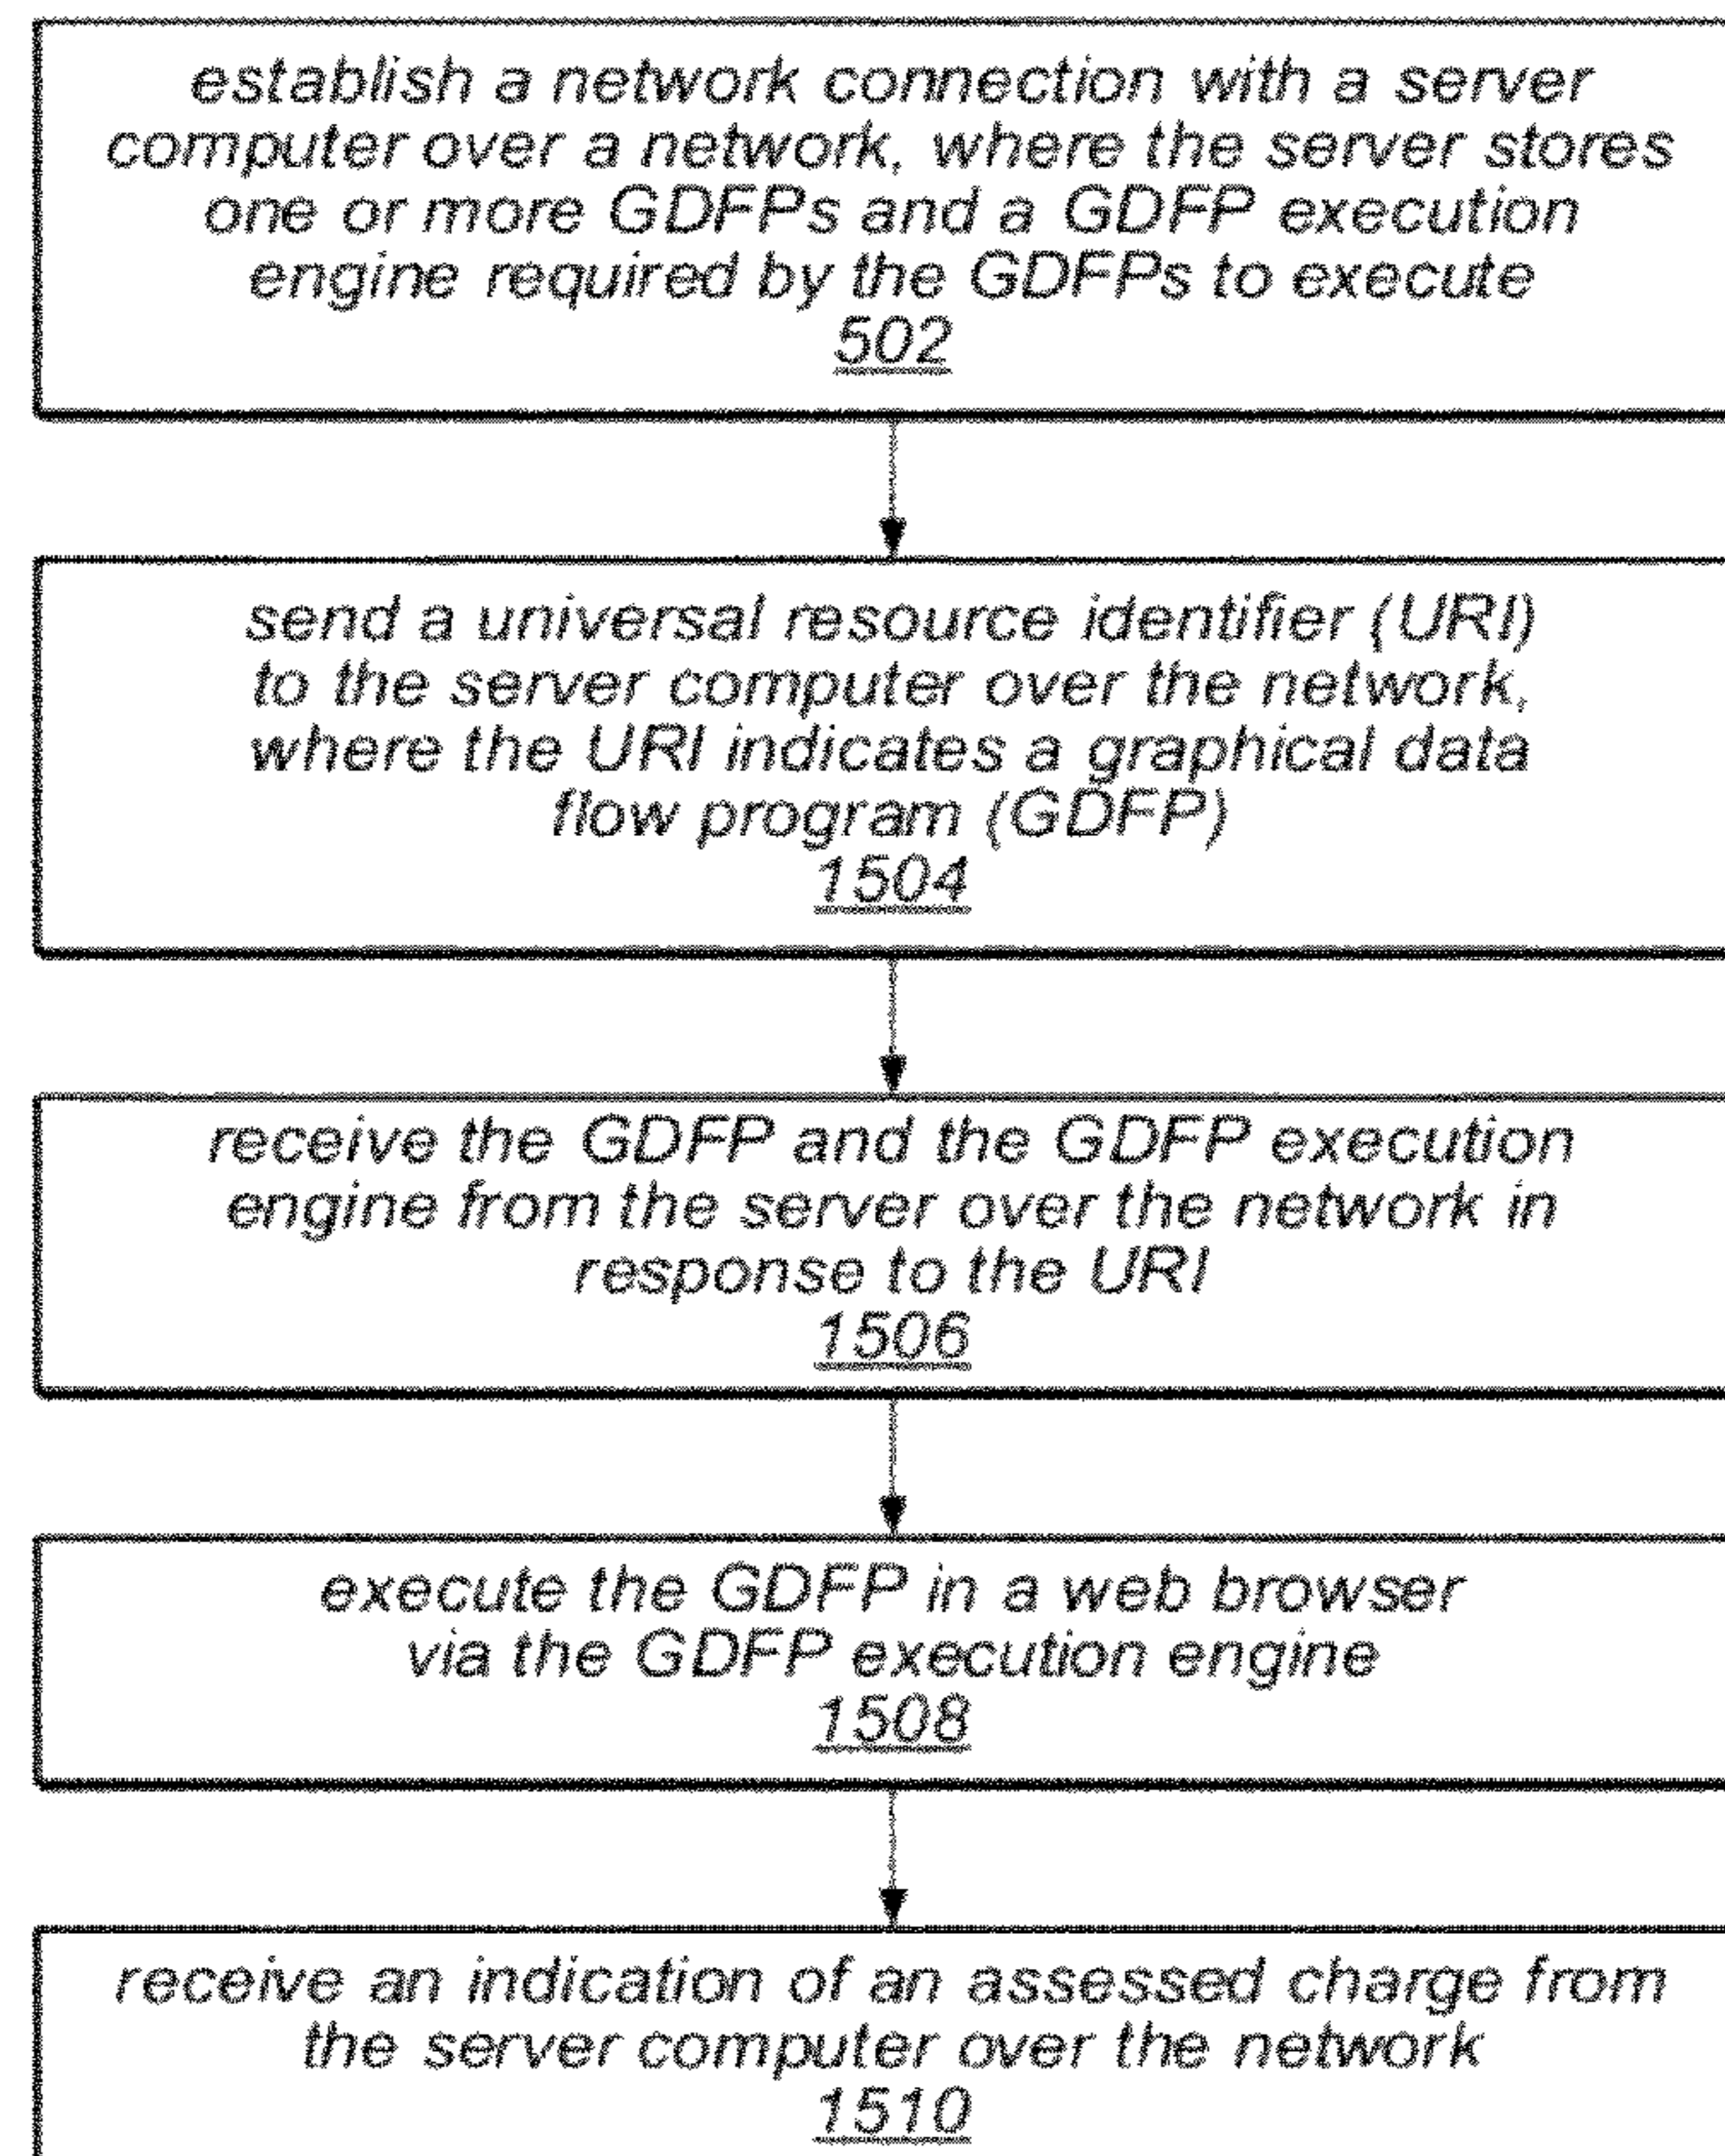 establish a network connection with a server
computer over a network, where the server stores
one or more GDFPs and a GDFP execution
engine required by the GDFPs to execute
502
send a universal resource identifier (URI)
to the server computer over the network,
where the URI indicates a graphical data
flow program (GDFP)
1504
receive the GDFP and the GDFP execution
engine from the server over the network in
response to the URI
1506
execute the GDFP in a web browser
via the GDFP execution engine
1508
receive an indication of an assessed charge from
the server computer over the network
1510